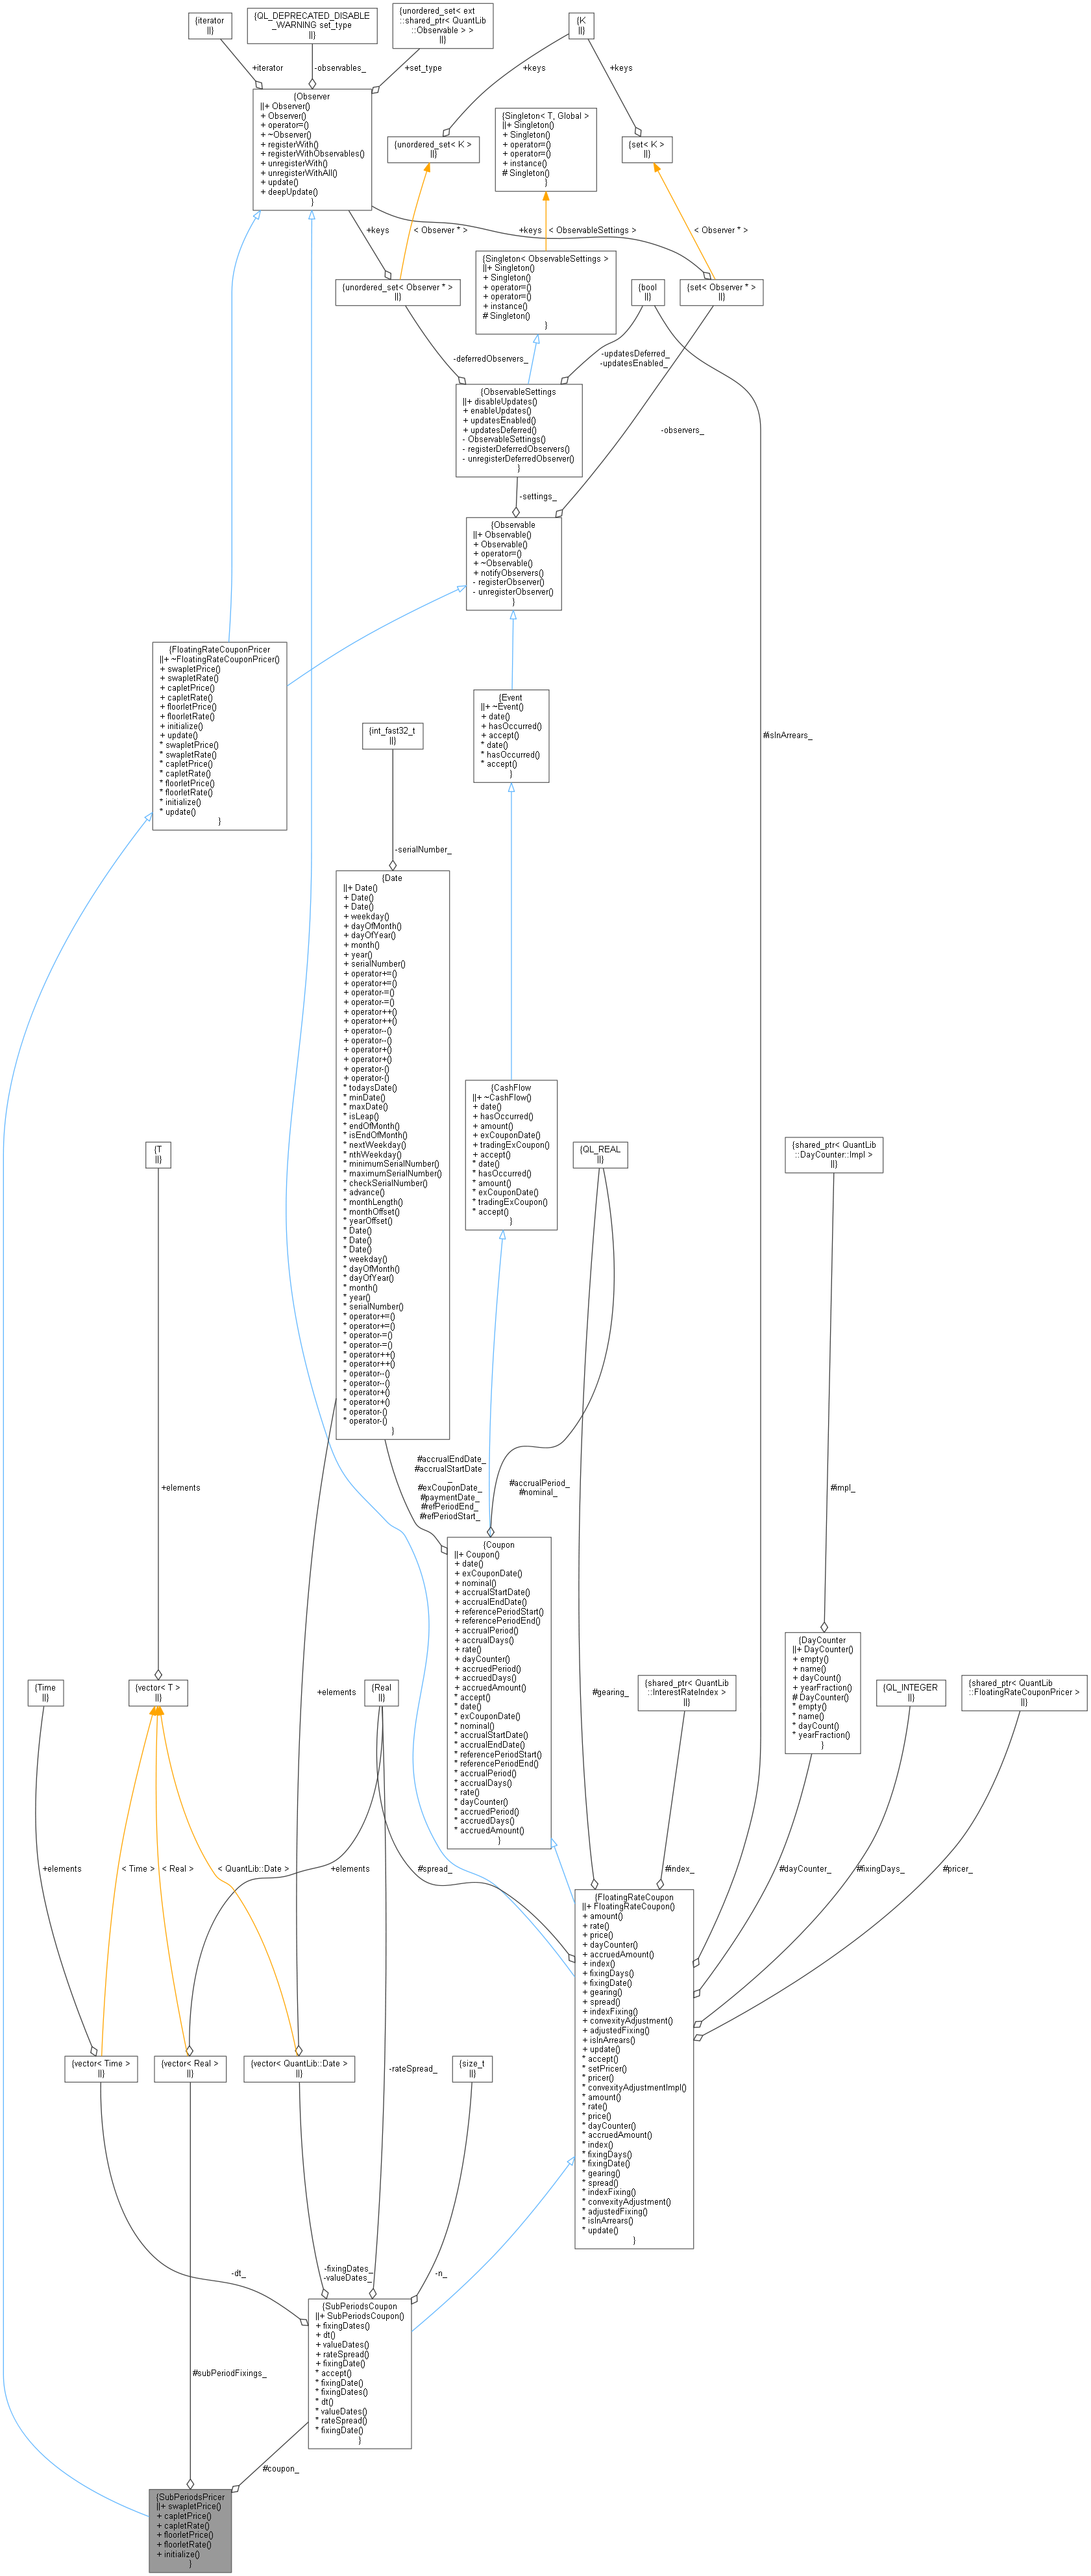 {iterator
||}
{QL_DEPRECATED_DISABLE
_WARNING set_type
||}
{unordered_set< ext
::shared_ptr< QuantLib
::Observable > >
||}
{K
||}
+iterator
-observables_
+set_type
+keys
+keys
{Observer
||+ Observer()
+ Observer()
+ operator=()
+ ~Observer()
+ registerWith()
+ registerWithObservables()
+ unregisterWith()
+ unregisterWithAll()
+ update()
+ deepUpdate()
}
{unordered_set< K >
||}
{Singleton< T, Global >
||+ Singleton()
+ Singleton()
+ operator=()
+ operator=()
+ instance()
# Singleton()
}
{set< K >
||}
+keys
< Observer * >
+keys
< ObservableSettings >
< Observer * >
{unordered_set< Observer * >
||}
{Singleton< ObservableSettings >
||+ Singleton()
+ Singleton()
+ operator=()
+ operator=()
+ instance()
# Singleton()
}
{bool
||}
{set< Observer * >
||}
-deferredObservers_
-updatesDeferred_
-updatesEnabled_
{ObservableSettings
||+ disableUpdates()
+ enableUpdates()
+ updatesEnabled()
+ updatesDeferred()
- ObservableSettings()
- registerDeferredObservers()
- unregisterDeferredObserver()
}
-observers_
-settings_
{Observable
||+ Observable()
+ Observable()
+ operator=()
+ ~Observable()
+ notifyObservers()
- registerObserver()
- unregisterObserver()
}
{FloatingRateCouponPricer
||+ ~FloatingRateCouponPricer()
+ swapletPrice()
+ swapletRate()
+ capletPrice()
+ capletRate()
+ floorletPrice()
+ floorletRate()
+ initialize()
+ update()
* swapletPrice()
* swapletRate()
* capletPrice()
* capletRate()
* floorletPrice()
* floorletRate()
* initialize()
* update()
}
{int_fast32_t
||}
{Event
||+ ~Event()
+ date()
+ hasOccurred()
+ accept()
* date()
* hasOccurred()
* accept()
}
#isInArrears_
-serialNumber_
{Date
||+ Date()
+ Date()
+ Date()
+ weekday()
+ dayOfMonth()
+ dayOfYear()
+ month()
+ year()
+ serialNumber()
+ operator+=()
+ operator+=()
+ operator-=()
+ operator-=()
+ operator++()
+ operator++()
+ operator--()
+ operator--()
+ operator+()
+ operator+()
+ operator-()
+ operator-()
* todaysDate()
* minDate()
* maxDate()
* isLeap()
* endOfMonth()
* isEndOfMonth()
* nextWeekday()
* nthWeekday()
* minimumSerialNumber()
* maximumSerialNumber()
* checkSerialNumber()
* advance()
* monthLength()
* monthOffset()
* yearOffset()
* Date()
* Date()
* Date()
* weekday()
* dayOfMonth()
* dayOfYear()
* month()
* year()
* serialNumber()
* operator+=()
* operator+=()
* operator-=()
* operator-=()
* operator++()
* operator++()
* operator--()
* operator--()
* operator+()
* operator+()
* operator-()
* operator-()
}
{CashFlow
||+ ~CashFlow()
+ date()
+ hasOccurred()
+ amount()
+ exCouponDate()
+ tradingExCoupon()
+ accept()
* date()
* hasOccurred()
* amount()
* exCouponDate()
* tradingExCoupon()
* accept()
}
{T
||}
{QL_REAL
||}
{shared_ptr< QuantLib
::DayCounter::Impl >
||}
+elements
#accrualEndDate_
#accrualStartDate
_
#exCouponDate_
#paymentDate_
#refPeriodEnd_
#refPeriodStart_
#accrualPeriod_
#nominal_
#impl_
{Coupon
||+ Coupon()
+ date()
+ exCouponDate()
+ nominal()
+ accrualStartDate()
+ accrualEndDate()
+ referencePeriodStart()
+ referencePeriodEnd()
+ accrualPeriod()
+ accrualDays()
+ rate()
+ dayCounter()
+ accruedPeriod()
+ accruedDays()
+ accruedAmount()
* accept()
* date()
* exCouponDate()
* nominal()
* accrualStartDate()
* accrualEndDate()
* referencePeriodStart()
* referencePeriodEnd()
* accrualPeriod()
* accrualDays()
* rate()
* dayCounter()
* accruedPeriod()
* accruedDays()
* accruedAmount()
}
{DayCounter
||+ DayCounter()
+ empty()
+ name()
+ dayCount()
+ yearFraction()
# DayCounter()
* empty()
* name()
* dayCount()
* yearFraction()
}
{Time
||}
{vector< T >
||}
+elements
{Real
||}
#gearing_
{shared_ptr< QuantLib
::InterestRateIndex >
||}
{QL_INTEGER
||}
{shared_ptr< QuantLib
::FloatingRateCouponPricer >
||}
+elements
< Time >
< Real >
< QuantLib::Date >
+elements
#spread_
#index_
#dayCounter_
#fixingDays_
#pricer_
{FloatingRateCoupon
||+ FloatingRateCoupon()
+ amount()
+ rate()
+ price()
+ dayCounter()
+ accruedAmount()
+ index()
+ fixingDays()
+ fixingDate()
+ gearing()
+ spread()
+ indexFixing()
+ convexityAdjustment()
+ adjustedFixing()
+ isInArrears()
+ update()
* accept()
* setPricer()
* pricer()
* convexityAdjustmentImpl()
* amount()
* rate()
* price()
* dayCounter()
* accruedAmount()
* index()
* fixingDays()
* fixingDate()
* gearing()
* spread()
* indexFixing()
* convexityAdjustment()
* adjustedFixing()
* isInArrears()
* update()
}
{vector< Time >
||}
{vector< Real >
||}
{vector< QuantLib::Date >
||}
-rateSpread_
{size_t
||}
-dt_
-fixingDates_
-valueDates_
-n_
{SubPeriodsCoupon
||+ SubPeriodsCoupon()
+ fixingDates()
+ dt()
+ valueDates()
+ rateSpread()
+ fixingDate()
* accept()
* fixingDate()
* fixingDates()
* dt()
* valueDates()
* rateSpread()
* fixingDate()
}
#subPeriodFixings_
#coupon_
{SubPeriodsPricer
||+ swapletPrice()
+ capletPrice()
+ capletRate()
+ floorletPrice()
+ floorletRate()
+ initialize()
}